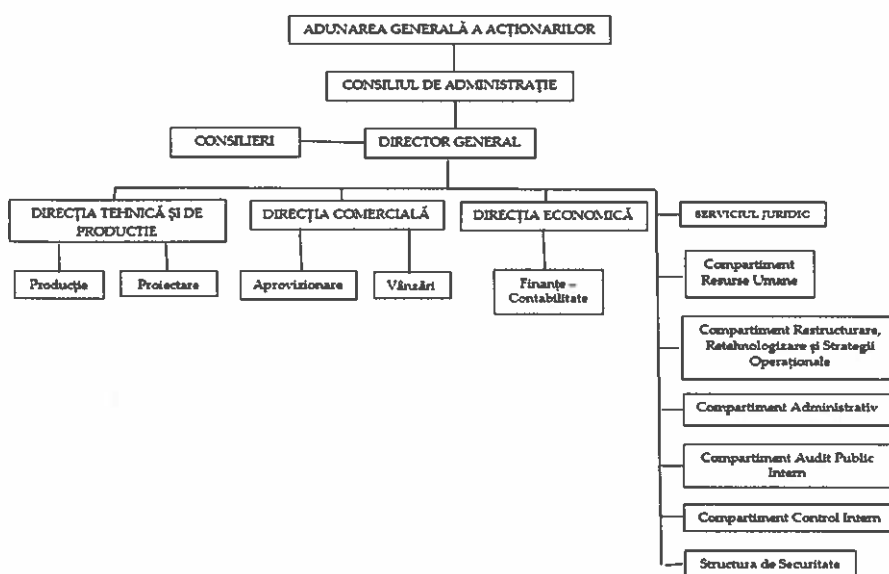 ADUNAREA GENERALĂ A ACȚIONARILOR
CONSILIUL DE ADMINISTRAȚIE
CONSILIERI
DIRECTOR GENERAL
DIRECȚIA TEHNICĂ ȘI DE
PRODUCTIE
DIRECȚIA COMERCIALĂ
DIRECȚIA ECONOMICĂ
SERVICIUL JURIDIC
Producție
Proiectare
Aprovizionare
Vânzări
Finanțe –
Contabilitate
Compartiment
Resurse Umane
Compartiment Restructurare,
Retehnologizare și Strategii
Operaționale
Compartiment Administrativ
Compartiment Audit Public
Intern
Compartiment Control Intern
Structura de Securitate